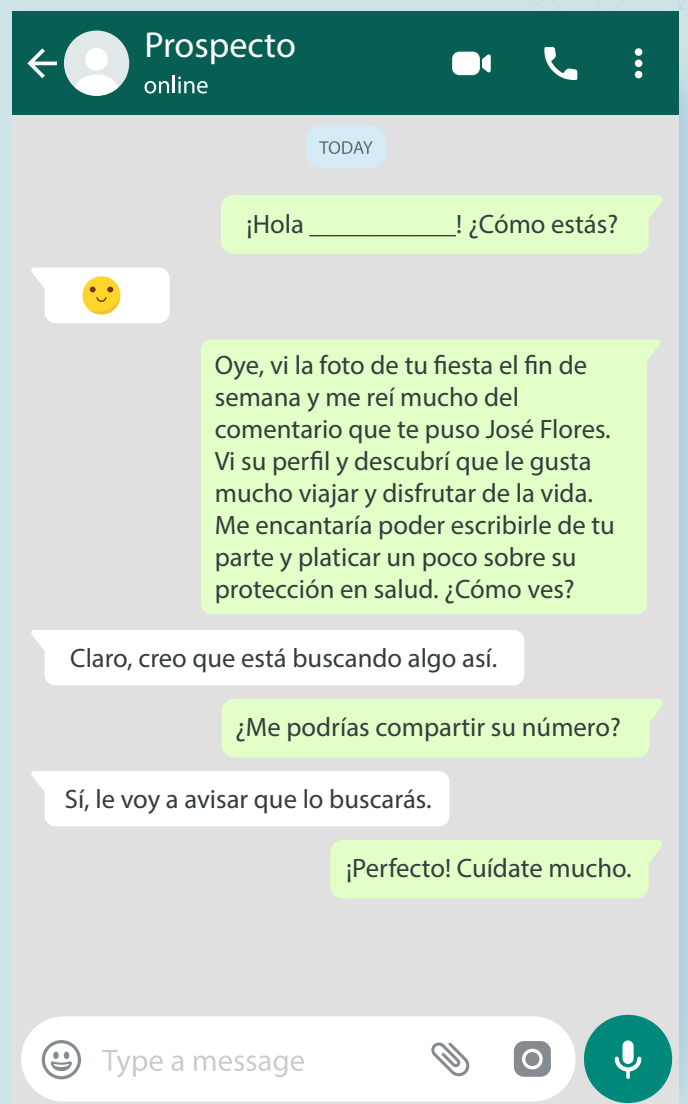 Prospecto
online
TODAY
¡Hola ___________! ¿Cómo estás?
Oye, vi la foto de tu fiesta el fin de
semana y me reí mucho del
comentario que te puso José Flores.
Vi su perfil y descubrí que le gusta
mucho viajar y disfrutar de la vida.
Me encantaría poder escribirle de tu
parte y platicar un poco sobre su
protección en salud. ¿Cómo ves?
Claro, creo que está buscando algo así.
¿Me podrías compartir su número?
Sí, le voy a avisar que lo buscarás.
¡Perfecto! Cuídate mucho.
Type a message